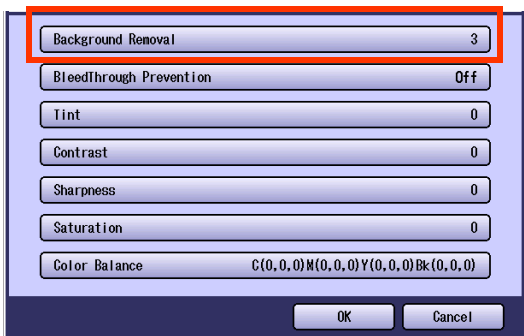 Background Removal 3
BleedThrough Prevention Off
Tint 0
Contrast 0
Sharpness 0
Saturation 0
Color Balance C(0,0,0)M(0,0,0)Y(0,0,0)Bk(0,0,0)
OK Cancel